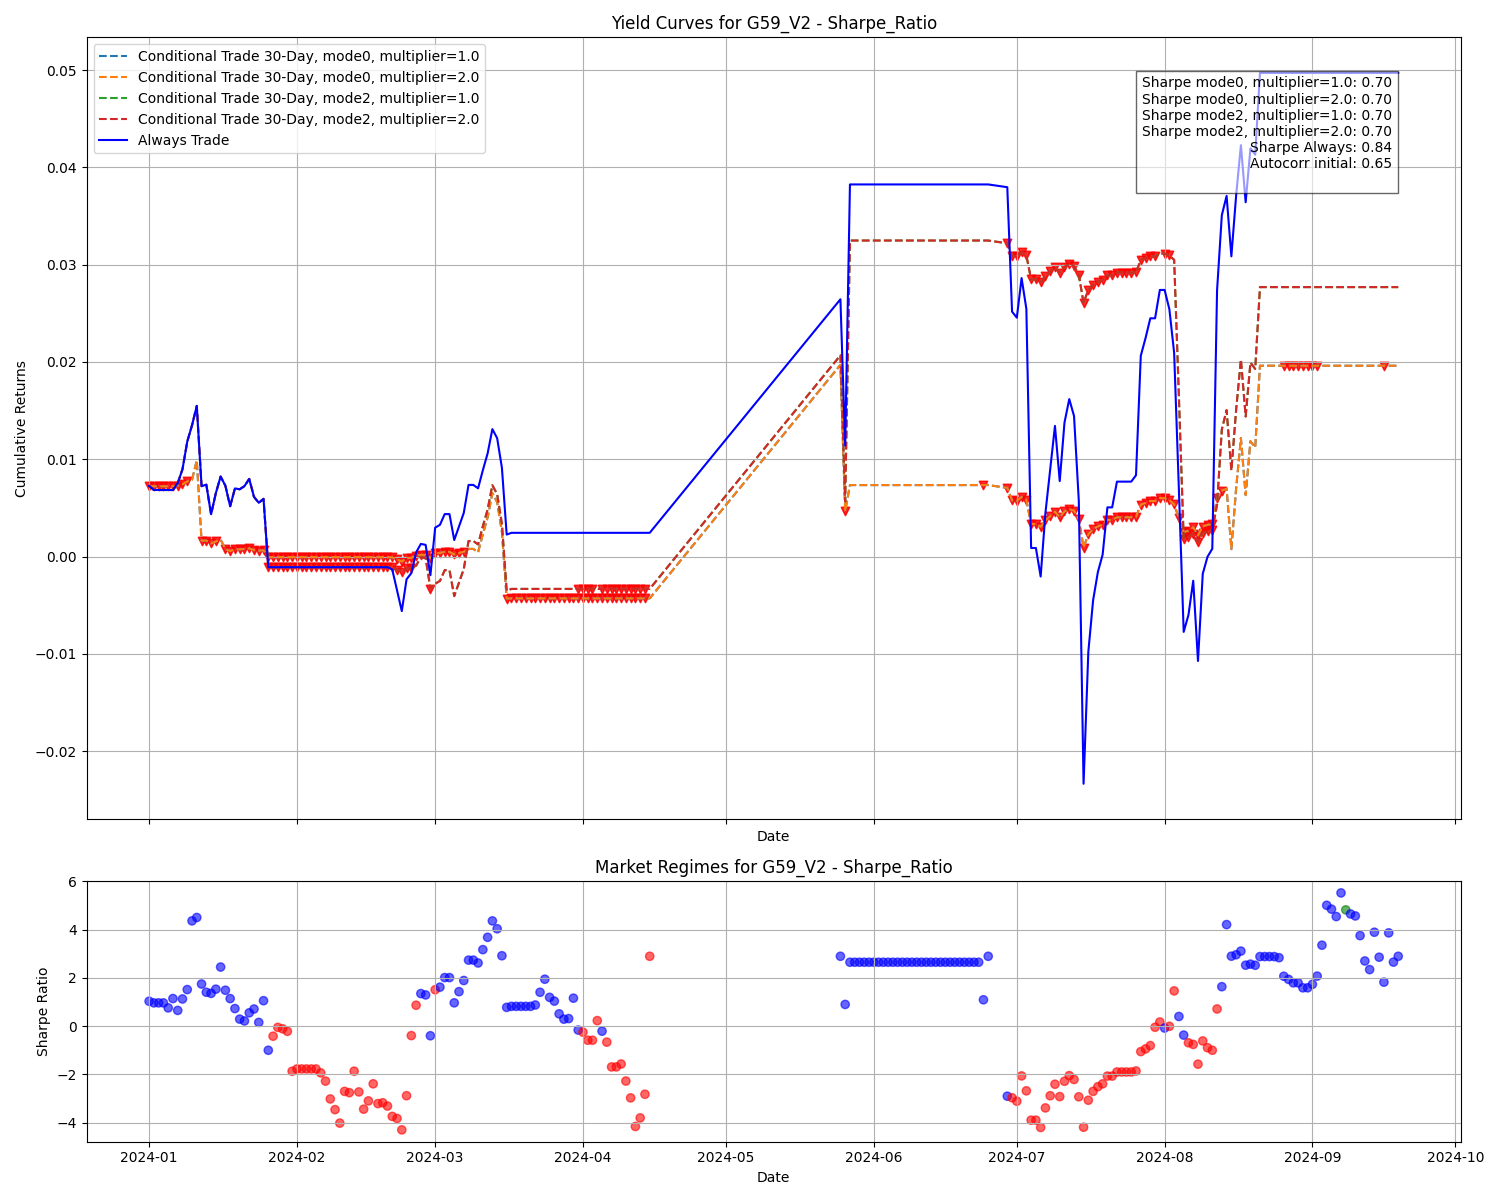 Yield Curves for G59_V2 - Sharpe_Ratio
Conditional Trade 30-Day, mode0, multiplier=1.0
Conditional Trade 30-Day, mode0, multiplier=2.0
Conditional Trade 30-Day, mode2, multiplier=1.0
Conditional Trade 30-Day, mode2, multiplier=2.0
Always Trade
Sharpe mode0, multiplier=1.0: 0.70
Sharpe mode0, multiplier=2.0: 0.70
Sharpe mode2, multiplier=1.0: 0.70
Sharpe mode2, multiplier=2.0: 0.70
Sharpe Always: 0.84
Autocorr initial: 0.65
0.05
0.04
0.03
0.02
0.01
0.00
−0.01
−0.02
Cumulative Returns
Date
Market Regimes for G59_V2 - Sharpe_Ratio
6
4
2
0
−2
−4
Sharpe Ratio
2024-01 2024-02 2024-03 2024-04 2024-05 2024-06 2024-07 2024-08 2024-09 2024-10
Date